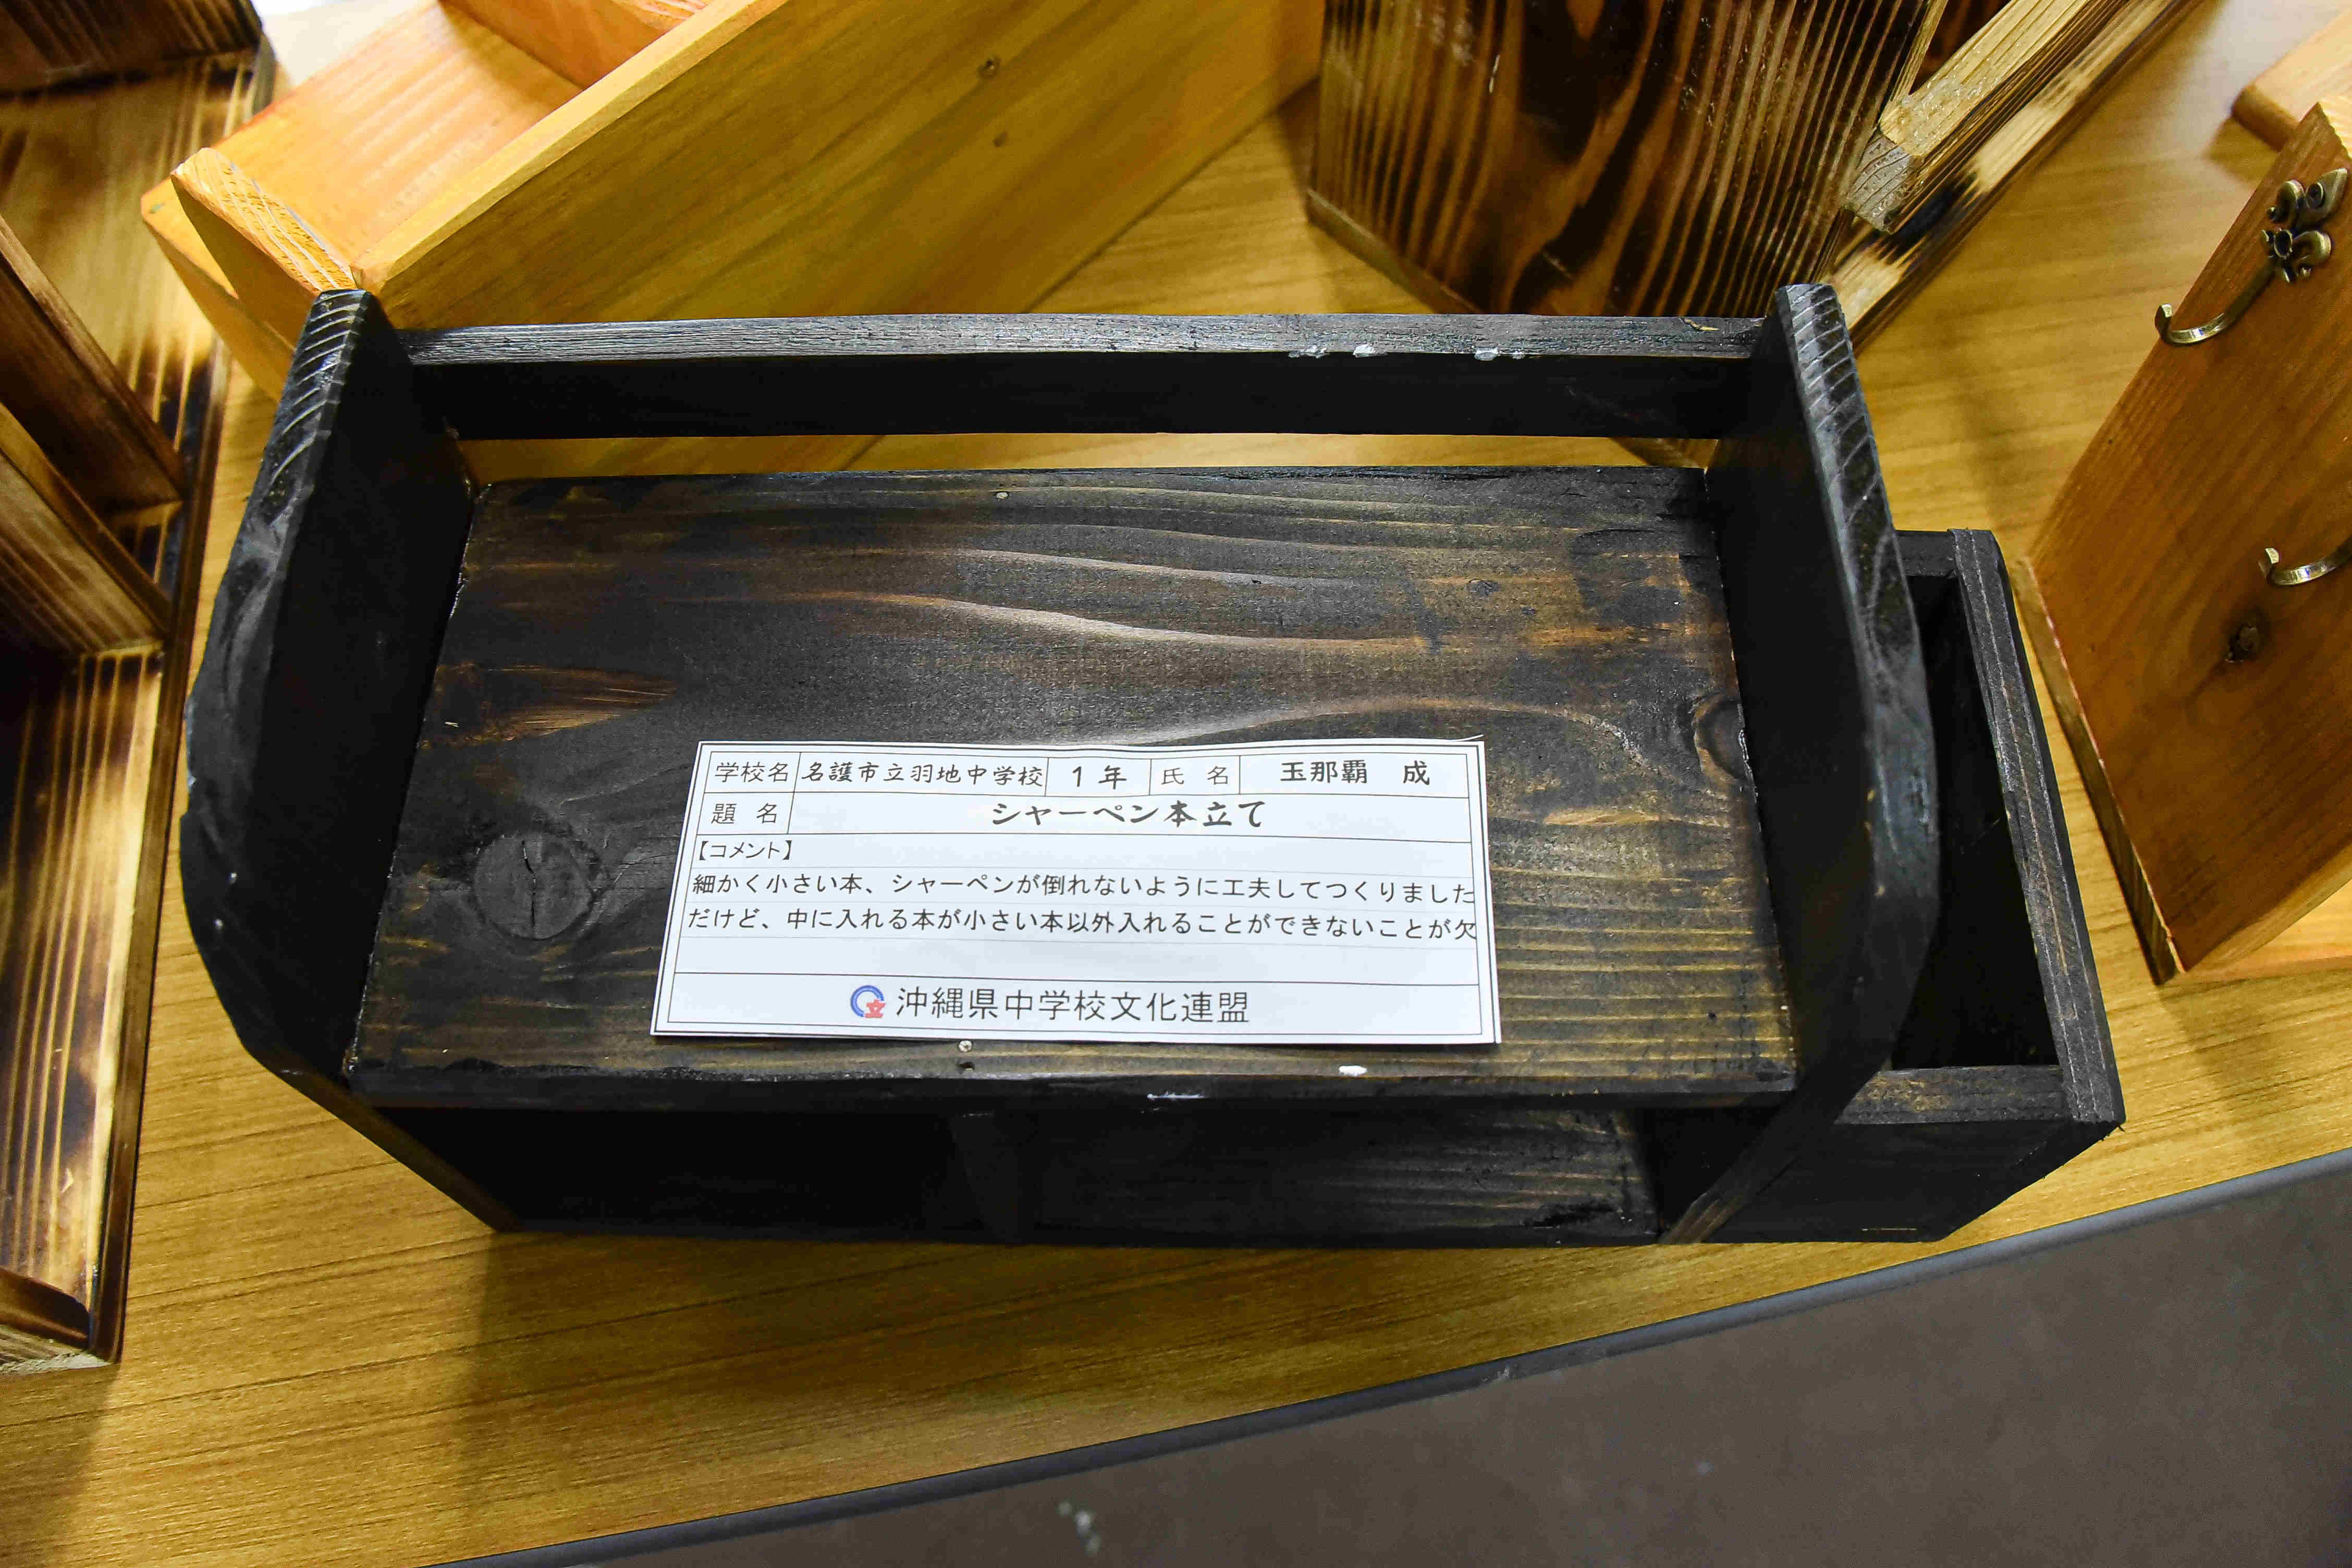 学校名 名護市立羽地中学校 1年 氏名 玉那覇 成
題名 シャーペン本立て
【コメント】
細かく小さい本、シャーペンが倒れないように工夫してつくりました
だけど、中に入れる本が小さい本以外入れることができないことが欠
沖縄県中学校文化連盟